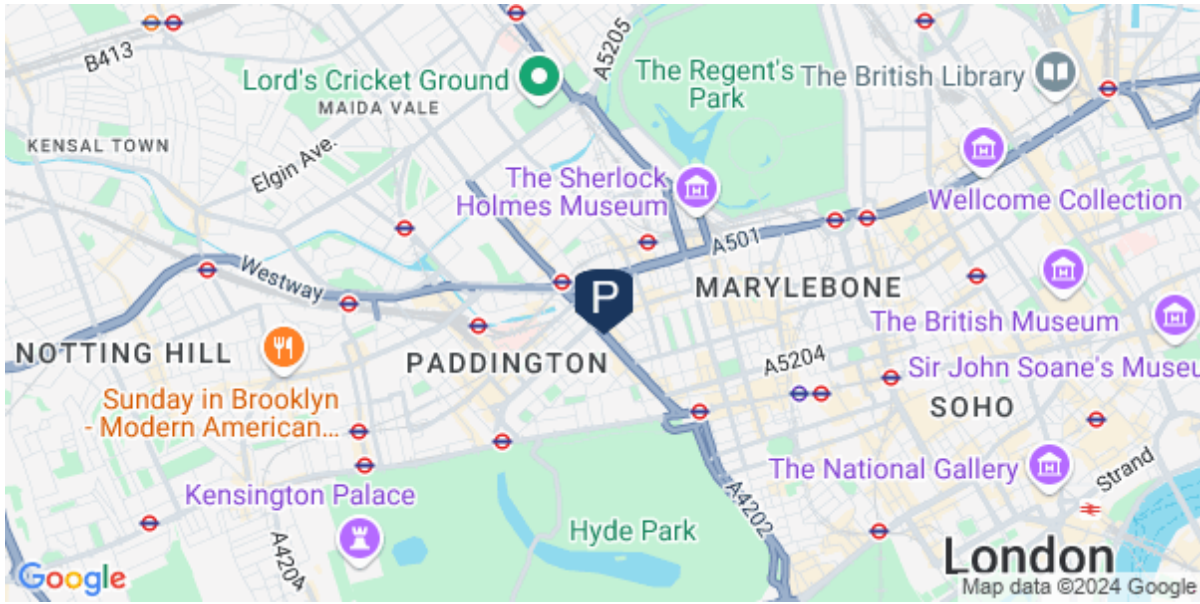 B413
A5205
Lord's Cricket Ground
MAIDA VALE
The Regent's
Park
The British Library
KENSAL TOWN
Elgin Ave.
The Sherlock
Holmes Museum
Wellcome Collection
A501
Westway
P
MARYLEBONE
The British Museum
NOTTING HILL
PADDINGTON
A5204
Sir John Soane's Museu
Sunday in Brooklyn
- Modern American...
SOHO
The National Gallery
Strand
Kensington Palace
A4202
Hyde Park
A4204
London
Google
Map data ©2024 Google